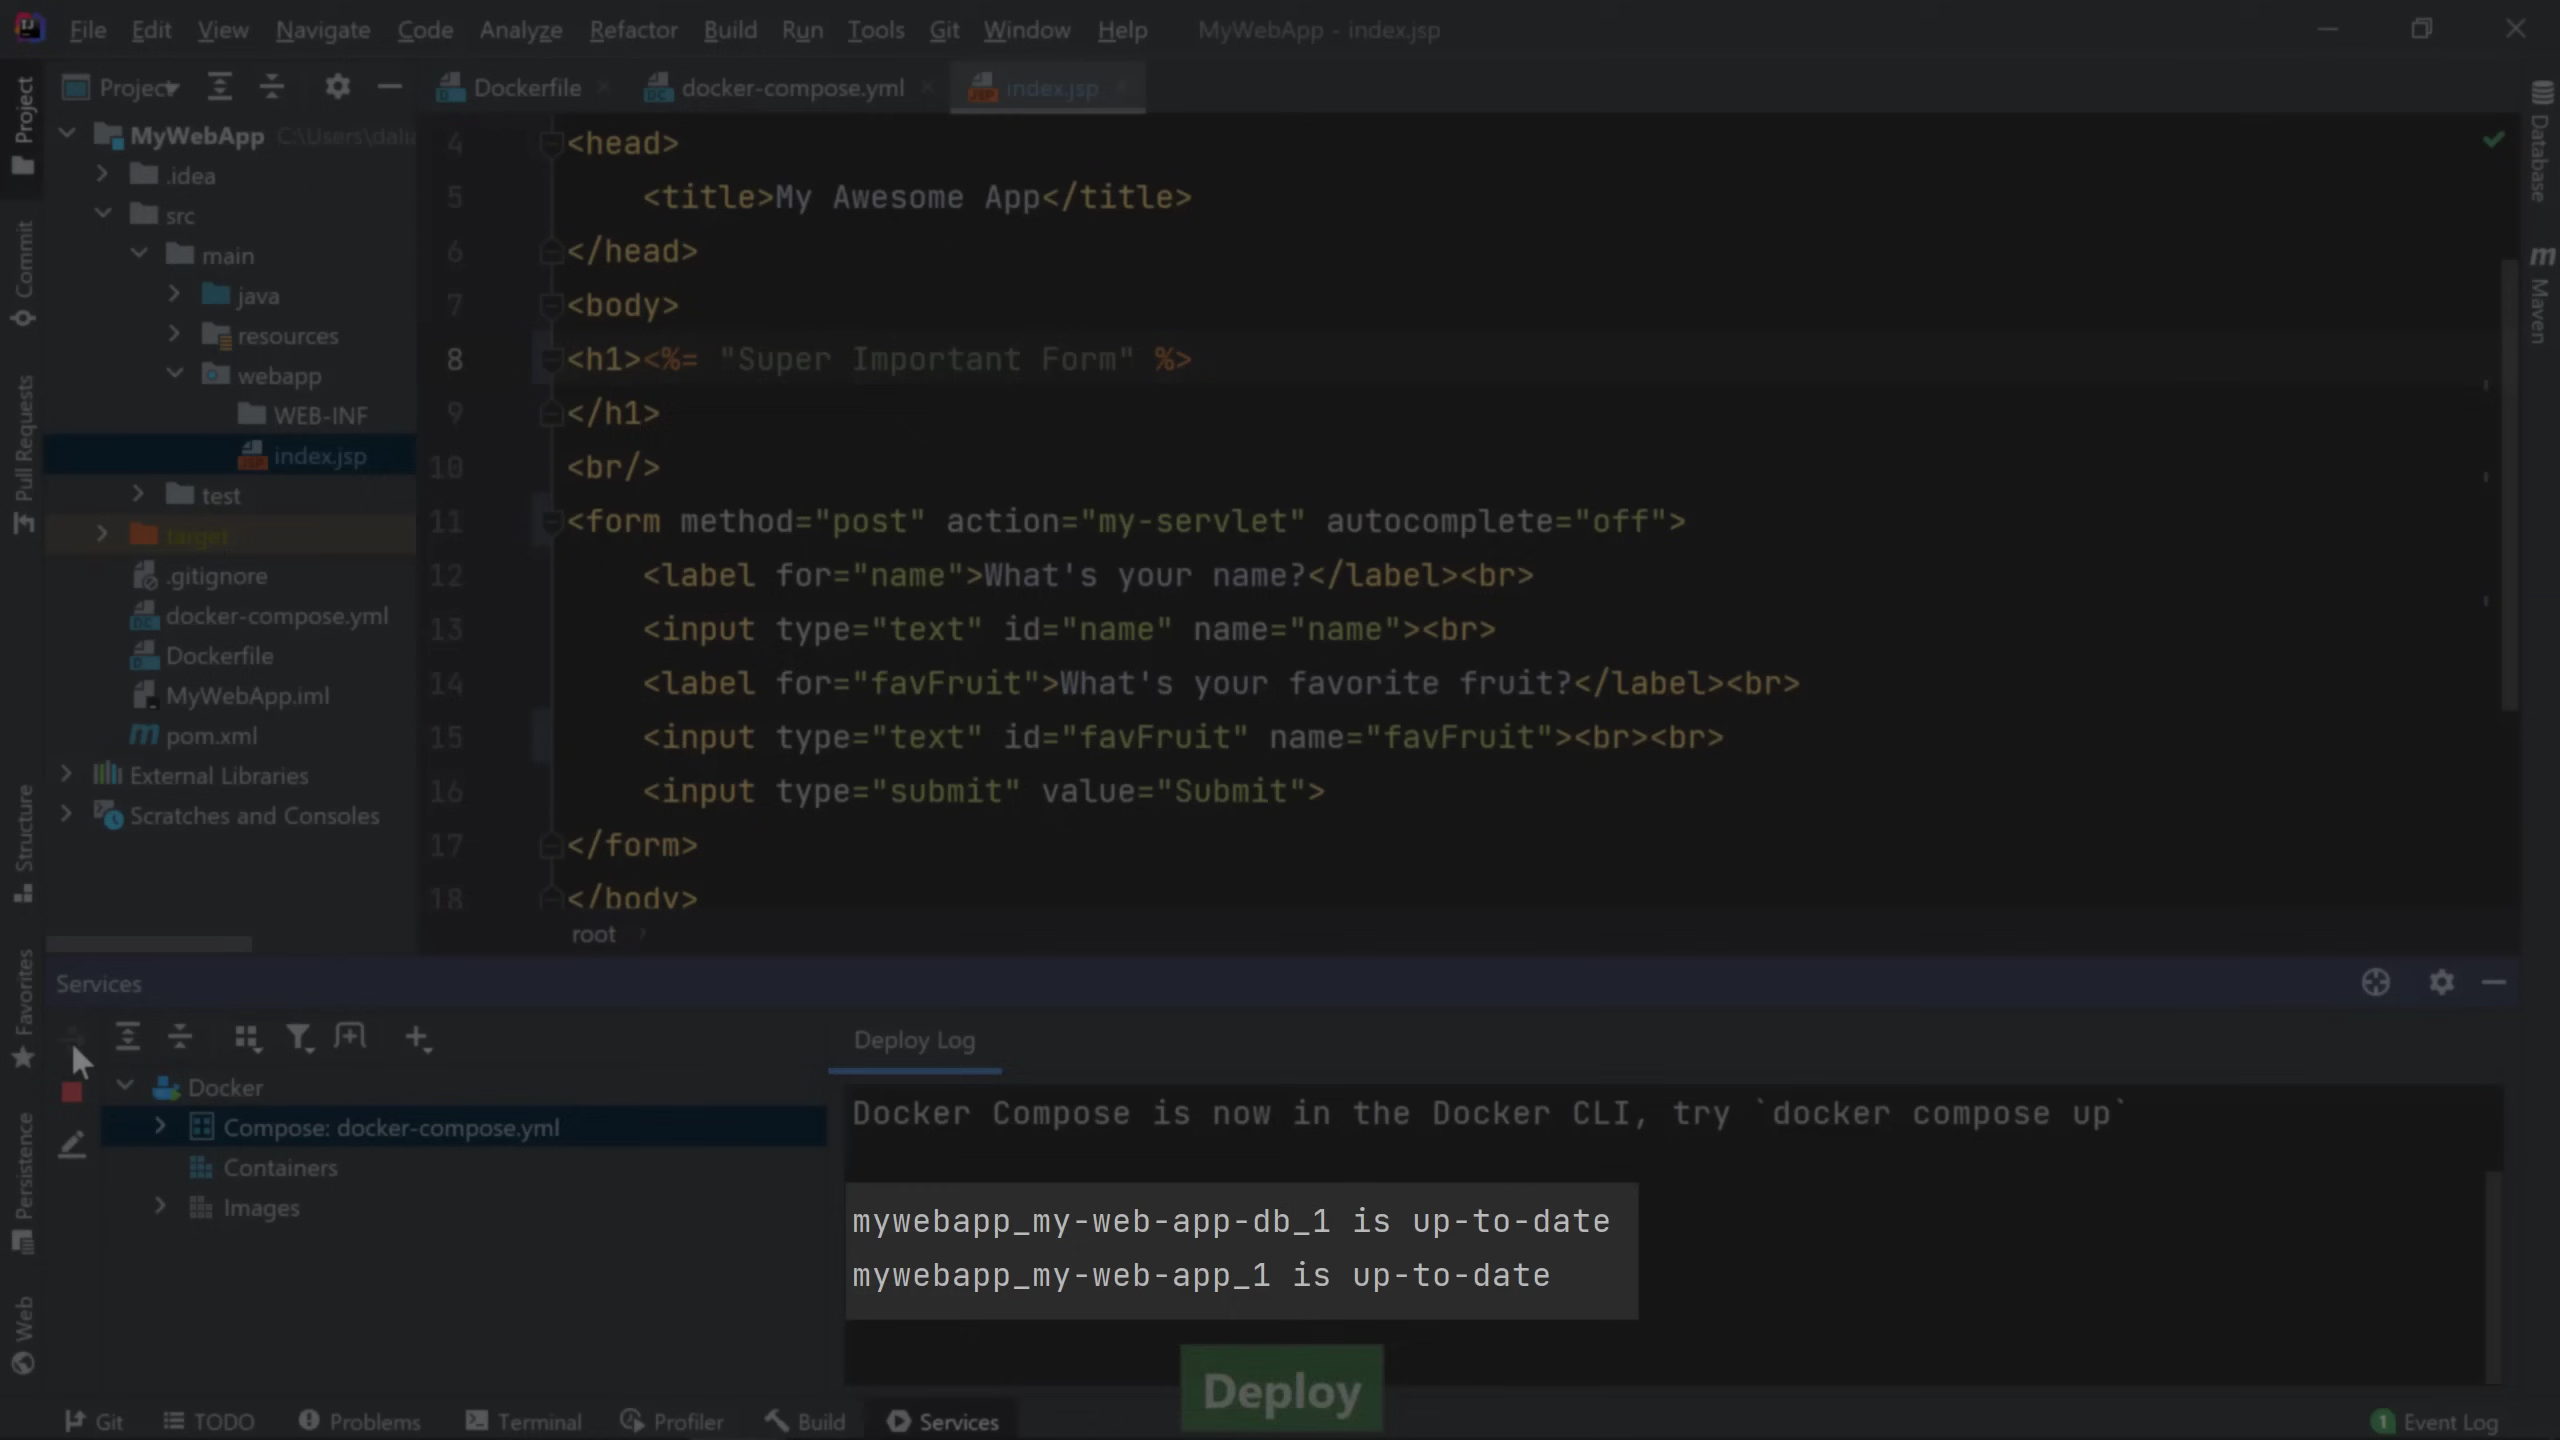 File Edit View Navigate Code Analyze Refactor Build Run Tools Git Window Help MyWebApp - index.jsp
Project
Dockerfile docker-compose.yml index.jsp
MyWebApp C:\Users\dalia
.idea
src
main
java
resources
webapp
WEB-INF
index.jsp
test
target
.gitignore
docker-compose.yml
Dockerfile
MyWebApp.iml
pom.xml
External Libraries
Scratches and Consoles
Project
Commit
Pull Requests
Structure
Favorites
Persistence
Web
4 <head>
5 <title>My Awesome App</title>
6 </head>
7 <body>
8 <h1><%= "Super Important Form" %>
9 </h1>
10 <br/>
11 <form method="post" action="my-servlet" autocomplete="off">
12 <label for="name">What's your name?</label><br>
13 <input type="text" id="name" name="name"><br>
14 <label for="favFruit">What's your favorite fruit?</label><br>
15 <input type="text" id="favFruit" name="favFruit"><br><br>
16 <input type="submit" value="Submit">
17 </form>
18 </body>
root
Database
Maven
Services
Docker
Compose: docker-compose.yml
Containers
Images
Deploy Log
Docker Compose is now in the Docker CLI, try `docker compose up`
mywebapp_my-web-app-db_1 is up-to-date
mywebapp_my-web-app_1 is up-to-date
Deploy
Git TODO Problems Terminal Profiler Build Services 1 Event Log